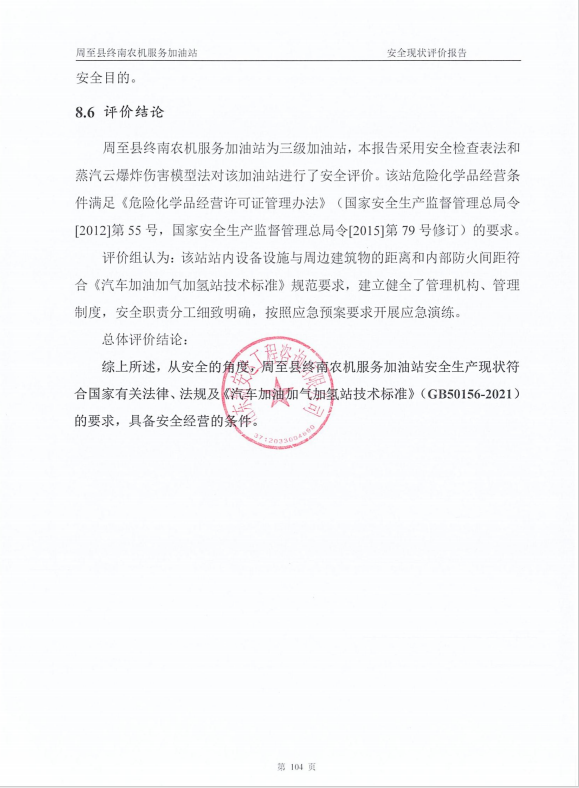 周至县终南农机服务加油站 安全现状评价报告
安全目的。
8.6 评价结论
周至县终南农机服务加油站为三级加油站，本报告采用安全检查表法和
蒸汽云爆炸伤害模型法对该加油站进行了安全评价。该站危险化学品经营条
件满足《危险化学品经营许可证管理办法》（国家安全生产监督管理总局令
[2012]第 55 号，国家安全生产监督管理总局令[2015]第 79 号修订）的要求。
评价组认为：该站站内设备设施与周边建筑物的距离和内部防火间距符
合《汽车加油加气加氢站技术标准》规范要求，建立健全了管理机构、管理
制度，安全职责分工细致明确，按照应急预案要求开展应急演练。
总体评价结论：
综上所述，从安全的角度，周至县终南农机服务加油站安全生产现状符
合国家有关法律、法规及《汽车加油加气加氢站技术标准》（GB50156-2021）
的要求，具备安全经营的条件。
工程咨询有限公司
第 104 页